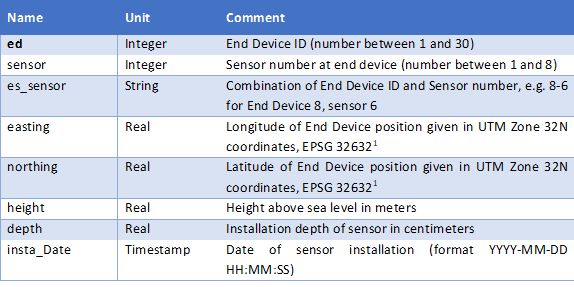 Name Unit Comment
ed Integer End Device ID (number between 1 and 30)
sensor Integer Sensor number at end device (number between 1 and 8)
es_sensor String Combination of End Device ID and Sensor number, e.g. 8-6
for End Device 8, sensor 6
easting Real Longitude of End Device position given in UTM Zone 32N
coordinates, EPSG 32632¹
northing Real Latitude of End Device position given in UTM Zone 32N
coordinates, EPSG 32632¹
height Real Height above sea level in meters
depth Real Installation depth of sensor in centimeters
insta_Date Timestamp Date of sensor installation (format YYYY-MM-DD
HH:MM:SS)